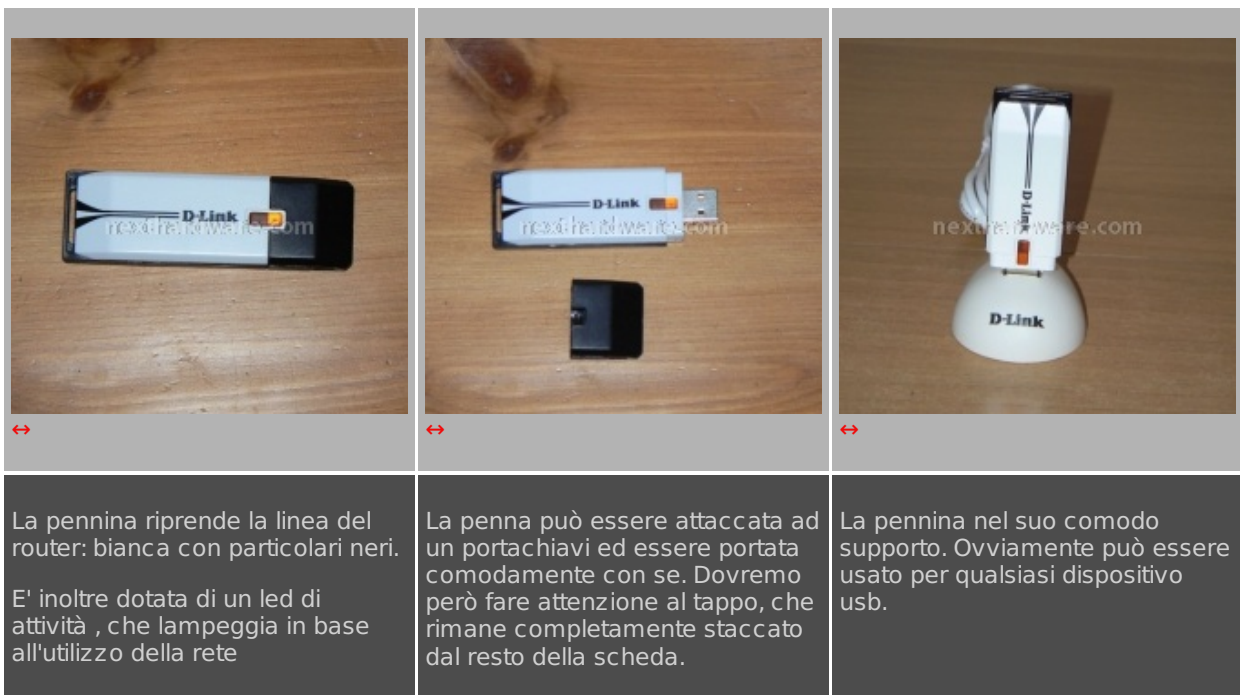 D-Link
nexthardware.com
D-Link
nexthardware.com
D-Link
nexthardware.com
D-Link
↔
↔
↔
La pennina riprende la linea del
router: bianca con particolari neri.
E' inoltre dotata di un led di
attività , che lampeggia in base
all'utilizzo della rete
La penna può essere attaccata ad
un portachiavi ed essere portata
comodamente con se. Dovremo
però fare attenzione al tappo, che
rimane completamente staccato
dal resto della scheda.
La pennina nel suo comodo
supporto. Ovviamente può essere
usato per qualsiasi dispositivo
usb.